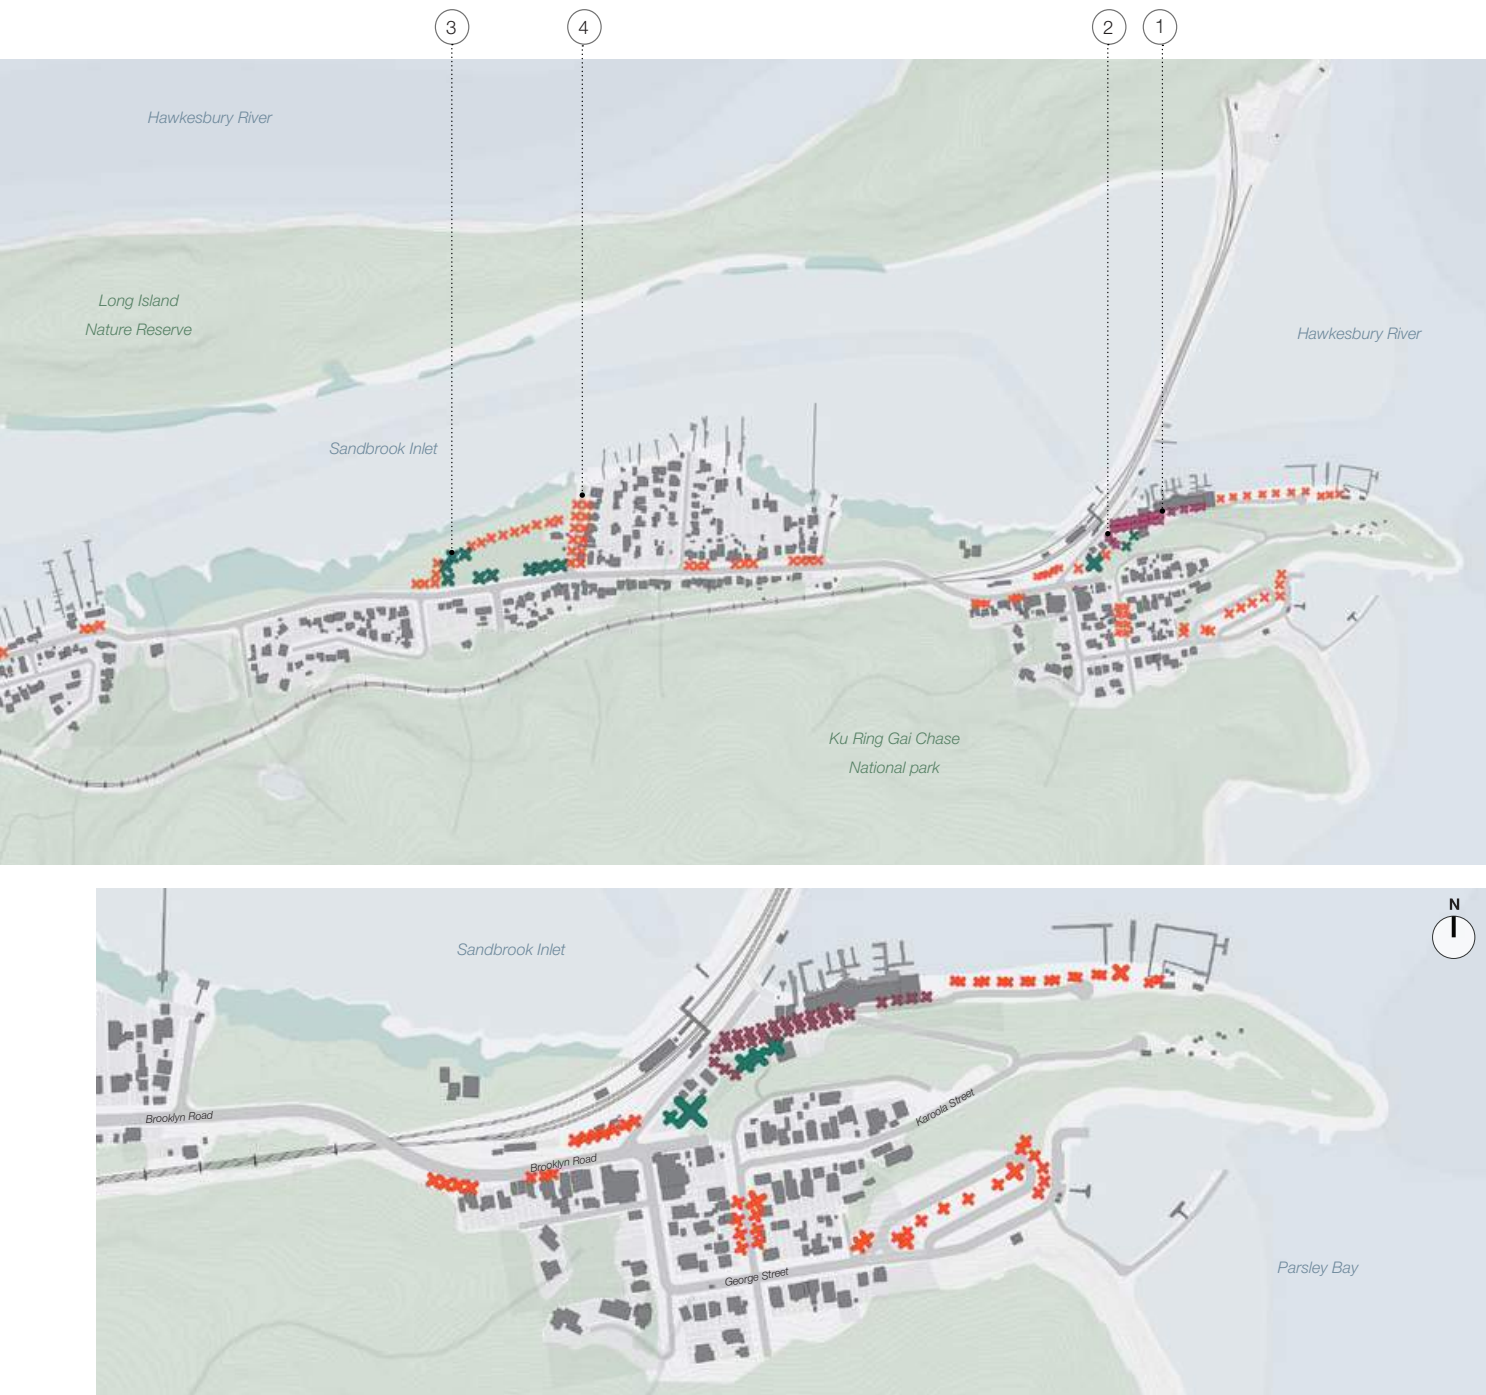 3
4
2
1
Hawkesbury River
Long Island
Nature Reserve
Hawkesbury River
Sandbrook Inlet
Ku Ring Gai Chase
National park
N
Sandbrook Inlet
Karoola Street
Brooklyn Road
Brooklyn Road
George Street
Parsley Bay